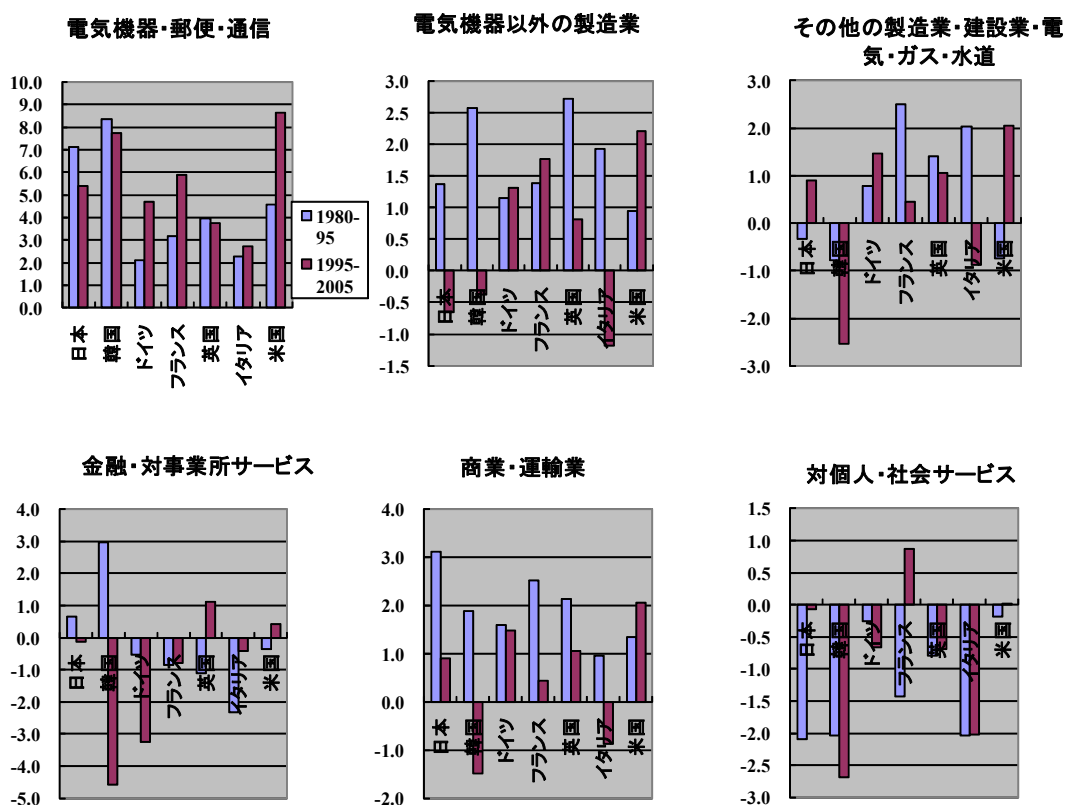 電気機器・郵便・通信
10.0
9.0
8.0
7.0
6.0
5.0
4.0
3.0
2.0
1.0
0.0
日本
韓国
ドイツ
フランス
英国
イタリア
米国
1980-
95
1995-
2005
電気機器以外の製造業
3.0
2.5
2.0
1.5
1.0
0.5
0.0
-0.5
-1.0
-1.5
日本
韓国
ドイツ
フランス
英国
イタリア
米国
その他の製造業・建設業・電
気・ガス・水道
3.0
2.0
1.0
0.0
-1.0
-2.0
-3.0
日本
韓国
ドイツ
フランス
英国
イタリア
米国
金融・対事業所サービス
4.0
3.0
2.0
1.0
0.0
-1.0
-2.0
-3.0
-4.0
-5.0
日本
韓国
ドイツ
フランス
英国
イタリア
米国
商業・運輸業
4.0
3.0
2.0
1.0
0.0
-1.0
-2.0
日本
韓国
ドイツ
フランス
英国
イタリア
米国
対個人・社会サービス
1.5
1.0
0.5
0.0
-0.5
-1.0
-1.5
-2.0
-2.5
-3.0
日本
韓国
ドイツ
フランス
英国
イタリア
米国